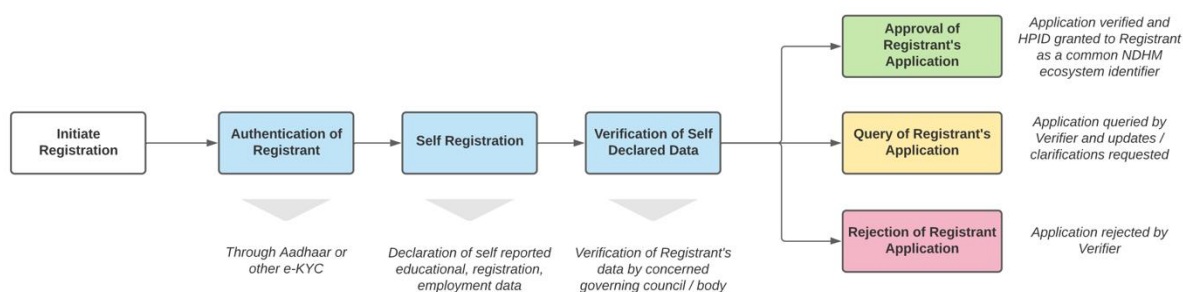 Initiate
Registration
Authentication of
Registrant
Through Aadhaar or
other e-KYC
Self Registration
Declaration of self reported
educational, registration,
employment data
Verification of Self
Declared Data
Verification of Registrant's
data by concerned
governing council / body
Approval of
Registrant's
Application
Application verified and
HPID granted to Registrant
as a common NDHM
ecosystem identifier
Query of Registrant's
Application
Application queried by
Verifier and updates /
clarifications requested
Rejection of Registrant
Application
Application rejected by
Verifier